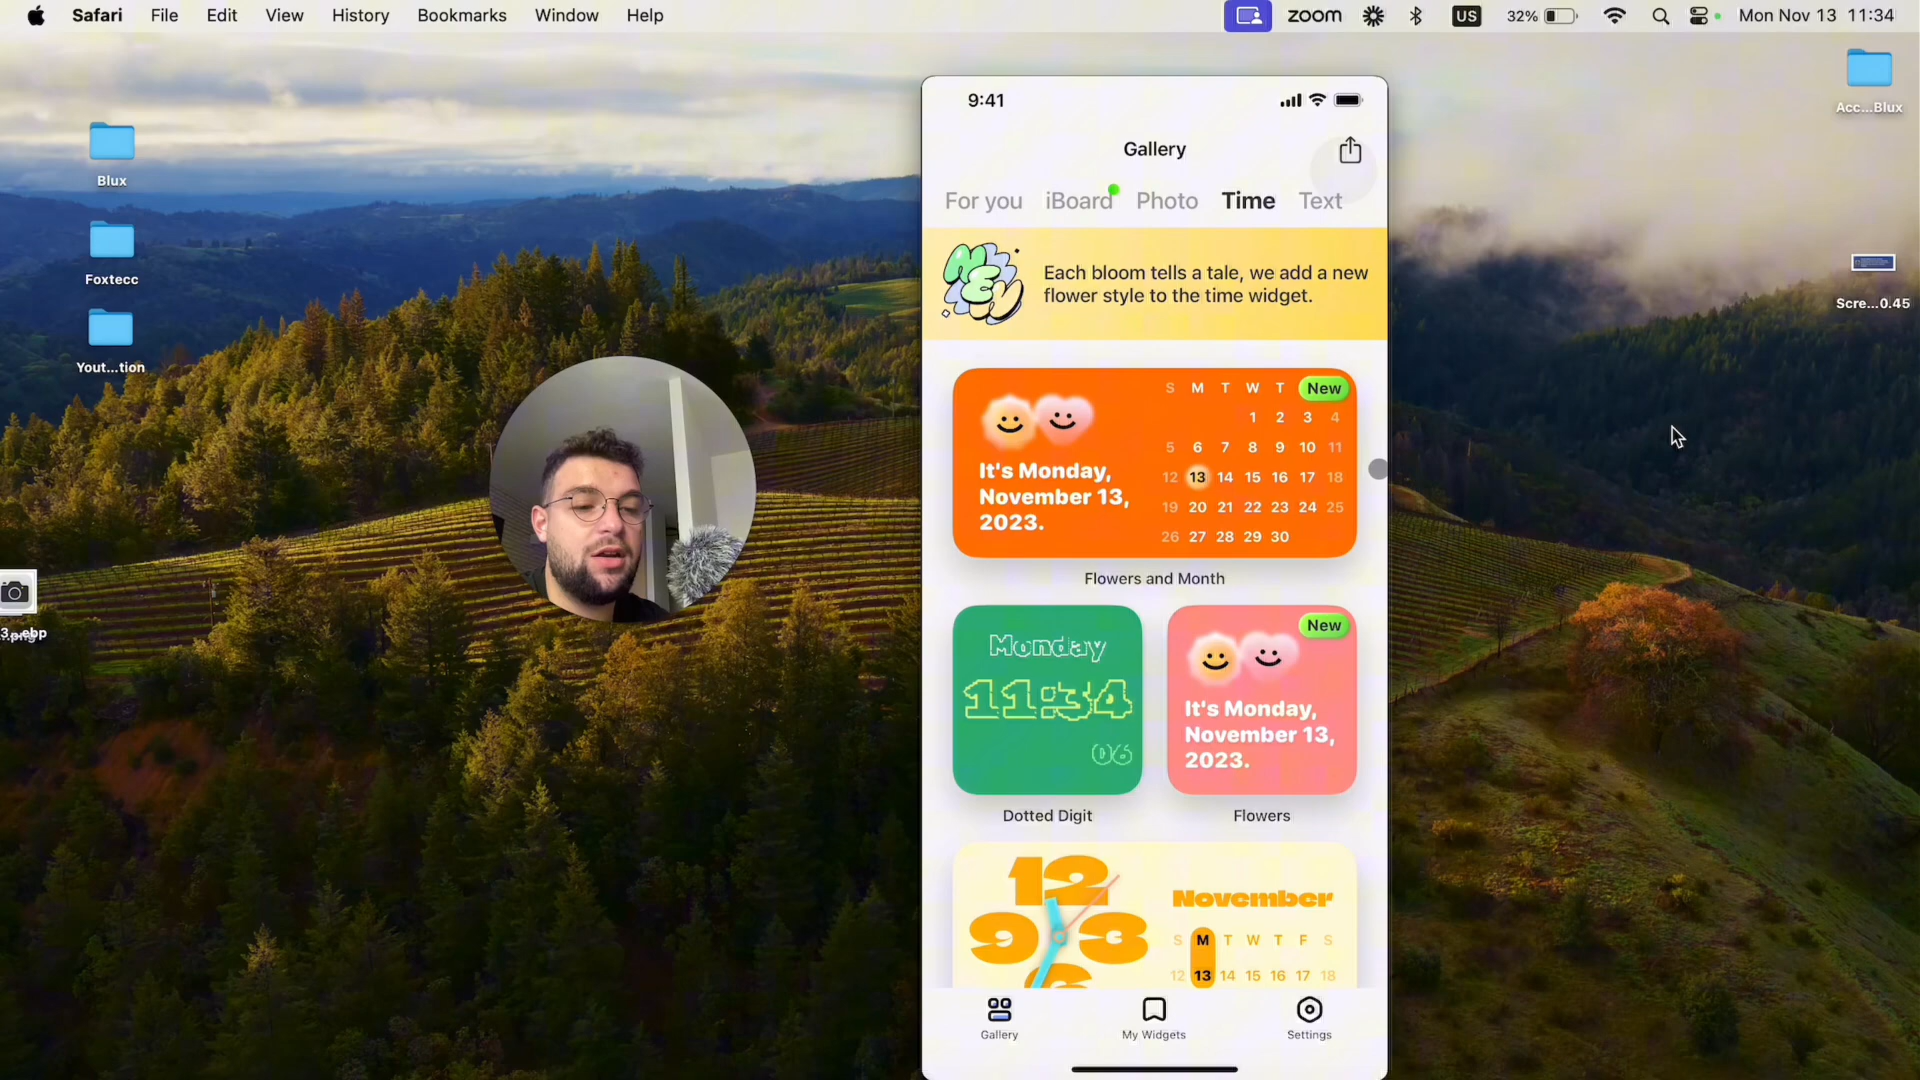 Safari File Edit View History Bookmarks Window Help
zoom US 32% Mon Nov 13 11:34
Blux
Foxtecc
Yout...tion
Acc...Blux
Scre...0.45
9:41
Gallery
For you iBoard Photo Time Text
NEW
Each bloom tells a tale, we add a new
flower style to the time widget.
It's Monday,
November 13,
2023.
S M T W T New
1 2 3 4
5 6 7 8 9 10 11
12 13 14 15 16 17 18
19 20 21 22 23 24 25
26 27 28 29 30
Flowers and Month
Monday
11:34
06
Dotted Digit
New
It's Monday,
November 13,
2023.
Flowers
12
9 3
6
November
S M T W T F S
12 13 14 15 16 17 18
Gallery My Widgets Settings